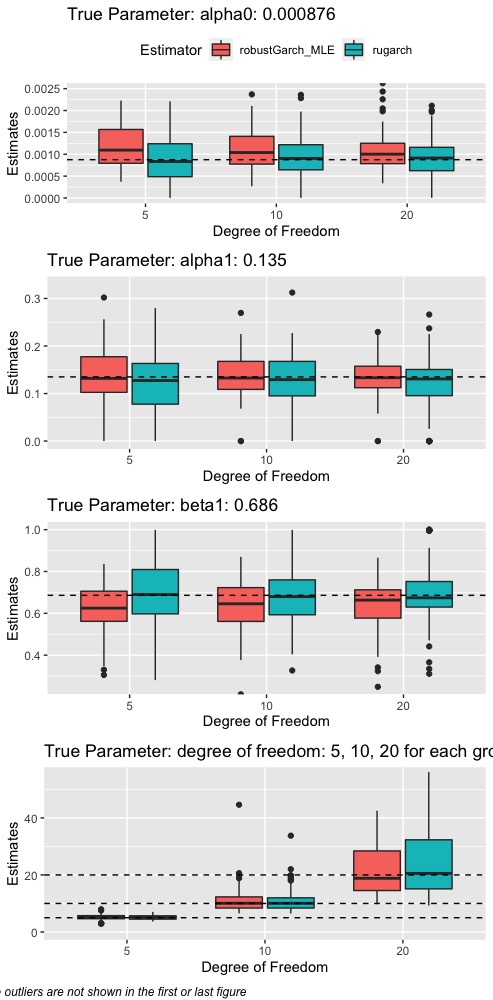 True Parameter: alpha0: 0.000876
Estimator robustGarch_MLE rugarch
0.0025
0.0020
0.0015
0.0010
0.0005
0.0000
Estimates
5 10 20
Degree of Freedom
True Parameter: alpha1: 0.135
0.3
0.2
0.1
0.0
Estimates
5 10 20
Degree of Freedom
True Parameter: beta1: 0.686
1.0
0.8
0.6
0.4
Estimates
5 10 20
Degree of Freedom
True Parameter: degree of freedom: 5, 10, 20 for each gro
40
20
0
Estimates
5 10 20
Degree of Freedom
outliers are not shown in the first or last figure